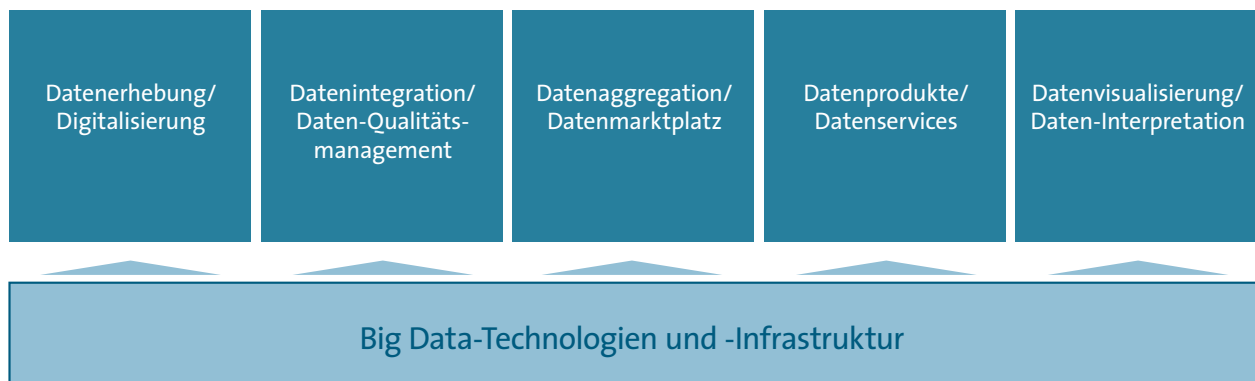 Datenerhebung/
Digitalisierung
Datenintegration/
Daten-Qualitäts-
management
Datenaggregation/
Datenmarktplatz
Datenprodukte/
Datenservices
Datenvisualisierung/
Daten-Interpretation
Big Data-Technologien und -Infrastruktur